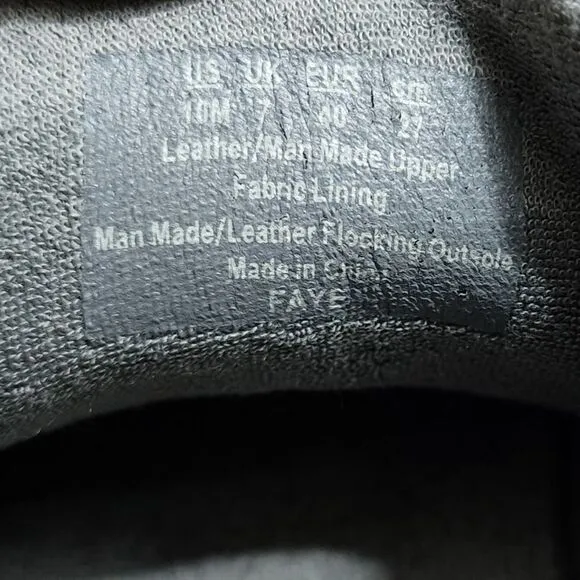 US UK EUR cm
10M 7 40 27
Leather/Man Made Upper
Fabric Lining
Man Made/Leather Flocking Outsole
Made in China
FAYE